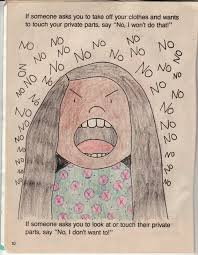 If someone asks you to take off your clothes and wants
to touch your private parts, say "No, I won't do that!"
NO NO NO NO NO NO NO
NO NO NO NO NO NO
NO NO NO NO
NO NO NO NO
NO NO NO NO
NO NO NO
NO NO
If someone asks you to look at or touch their private
parts, say "No, I don't want to!"
10